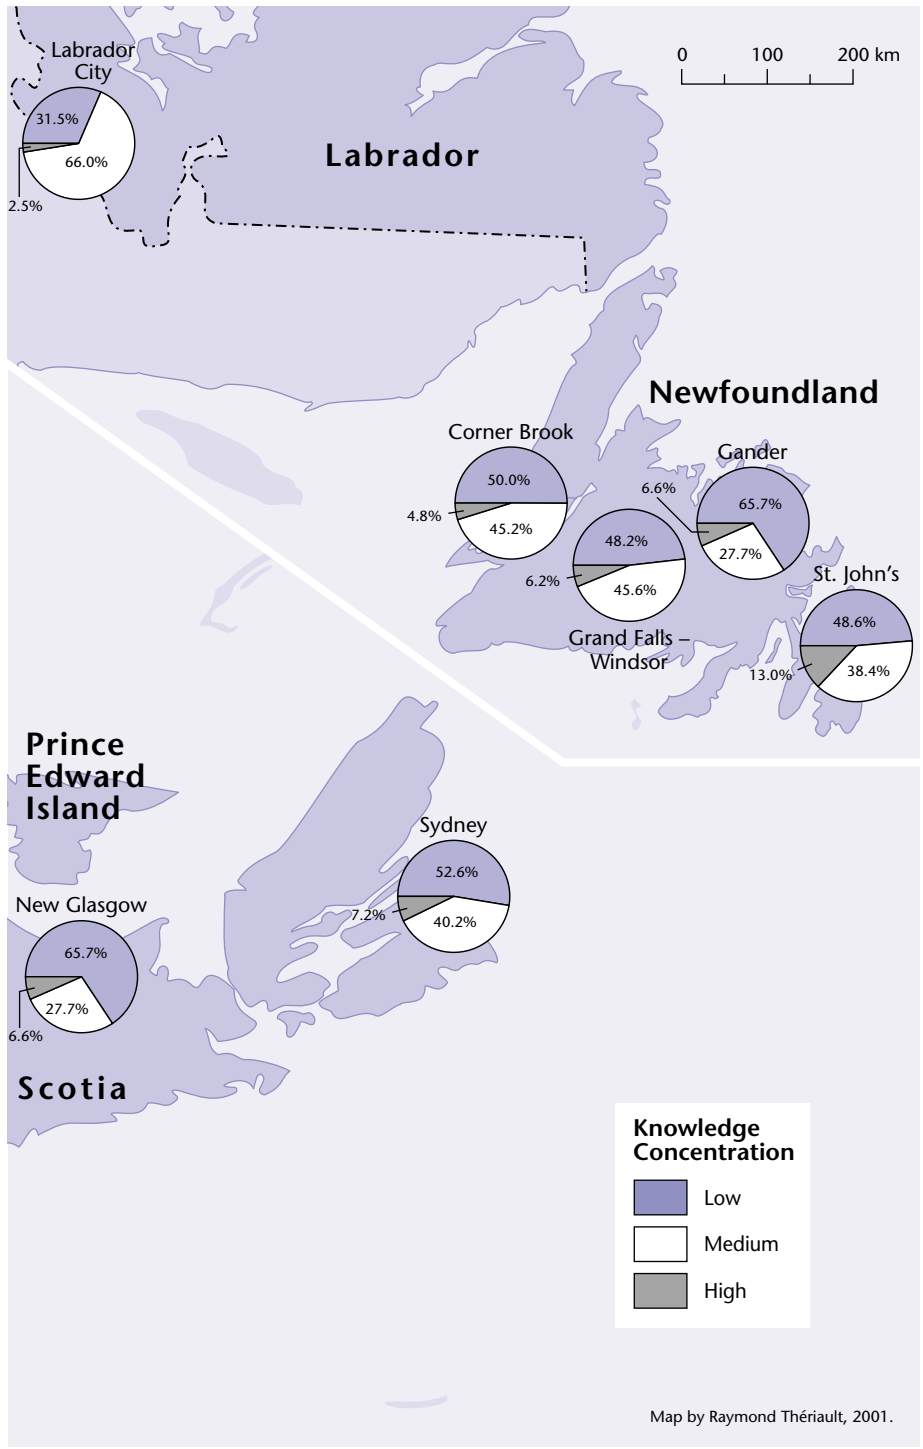 Labrador
City
31.5%
66.0%
2.5%
0 100 200 km
Labrador
Newfoundland
Corner Brook
50.0%
4.8%
45.2%
Gander
6.6%
65.7%
27.7%
48.2%
6.2%
45.6%
Grand Falls –
Windsor
St. John's
48.6%
13.0%
38.4%
Prince
Edward
Island
Sydney
52.6%
7.2%
40.2%
New Glasgow
65.7%
27.7%
6.6%
Scotia
Knowledge
Concentration
Low
Medium
High
Map by Raymond Thériault, 2001.